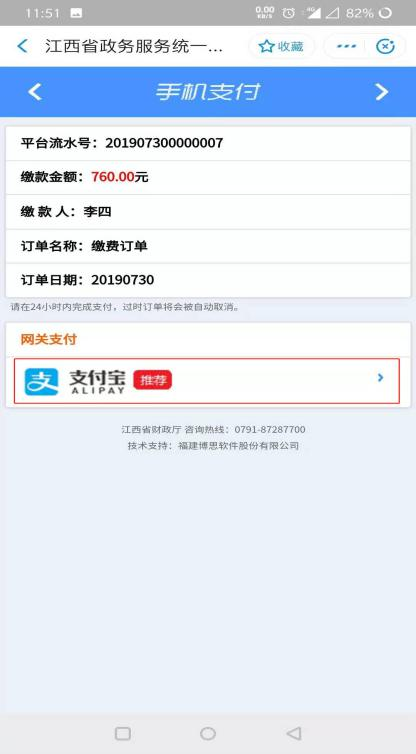 11:51
0.00
KB/S
4G
82%
江西省政务服务统一...
收藏
手机支付
平台流水号：201907300000007
缴款金额：760.00元
缴 款 人：李四
订单名称：缴费订单
订单日期：20190730
请在24小时内完成支付，过时订单将会被自动取消。
网关支付
支 支付宝 推荐
ALIPAY
江西省财政厅 咨询热线：0791-87287700
技术支持：福建博思软件股份有限公司